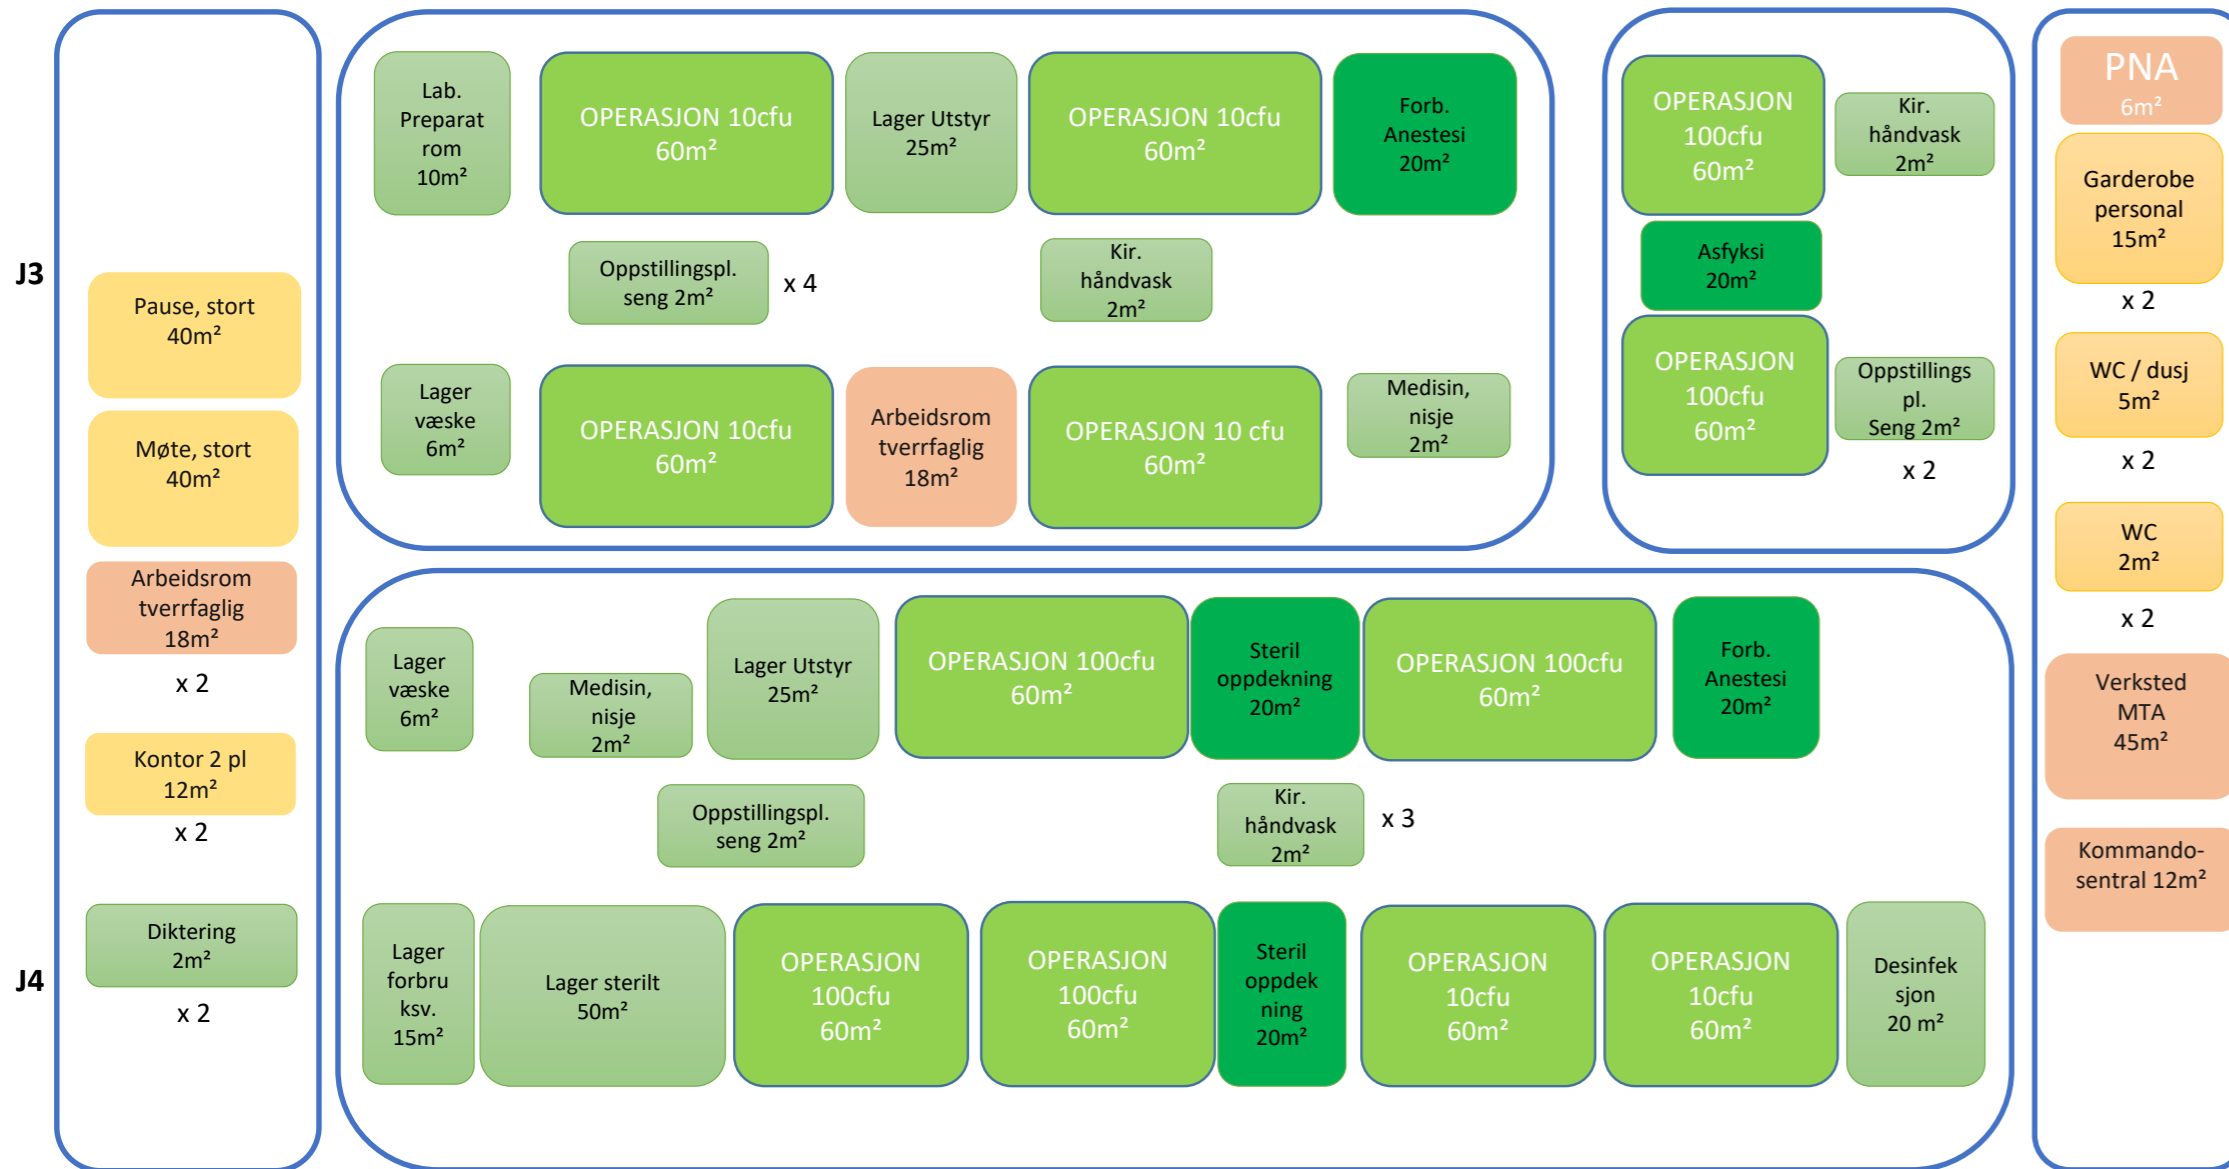 J3
J4
Pause, stort
40m²
Møte, stort
40m²
Arbeidsrom
tverrfaglig
18m²
x 2
Kontor 2 pl
12m²
x 2
Diktering
2m²
x 2
Lab.
Preparat
rom
10m²
OPERASJON 10cfu
60m²
Lager Utstyr
25m²
OPERASJON 10cfu
60m²
Forb.
Anestesi
20m²
Oppstillingspl.
seng 2m²
x 4
Kir.
håndvask
2m²
Lager
væske
6m²
OPERASJON 10cfu
60m²
Arbeidsrom
tverrfaglig
18m²
OPERASJON 10 cfu
60m²
Medisin,
nisje
2m²
OPERASJON
100cfu
60m²
Kir.
håndvask
2m²
Asfyksi
20m²
OPERASJON
100cfu
60m²
Oppstillings
pl.
Seng 2m²
x 2
Lager
væske
6m²
Medisin,
nisje
2m²
Lager Utstyr
25m²
OPERASJON 100cfu
60m²
Steril
oppdekning
20m²
OPERASJON 100cfu
60m²
Forb.
Anestesi
20m²
Oppstillingspl.
seng 2m²
Kir.
håndvask
2m²
x 3
Lager
forbru
ksv.
15m²
Lager sterilt
50m²
OPERASJON
100cfu
60m²
OPERASJON
100cfu
60m²
Steril
oppdek
ning
20m²
OPERASJON
10cfu
60m²
OPERASJON
10cfu
60m²
Desinfek
sjon
20 m²
PNA
6m²
Garderobe
personal
15m²
x 2
WC / dusj
5m²
x 2
WC
2m²
x 2
Verksted
MTA
45m²
Kommando-
sentral 12m²